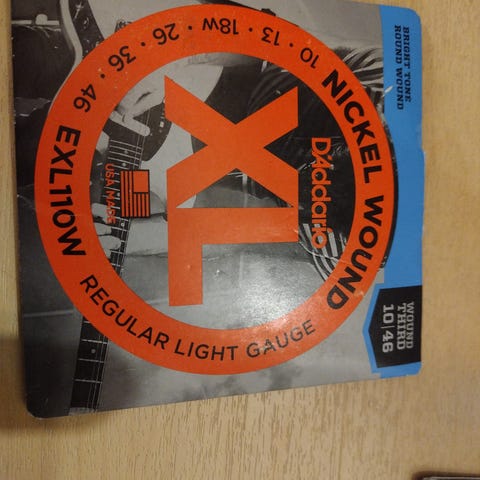 BRIGHT TONE
ROUND WOUND
NICKEL WOUND
10 · 13 · 18W · 26 · 36 · 46
D'Addario
XL
USA MADE
EXL110W
REGULAR LIGHT GAUGE
WOUND
THIRD
10|46